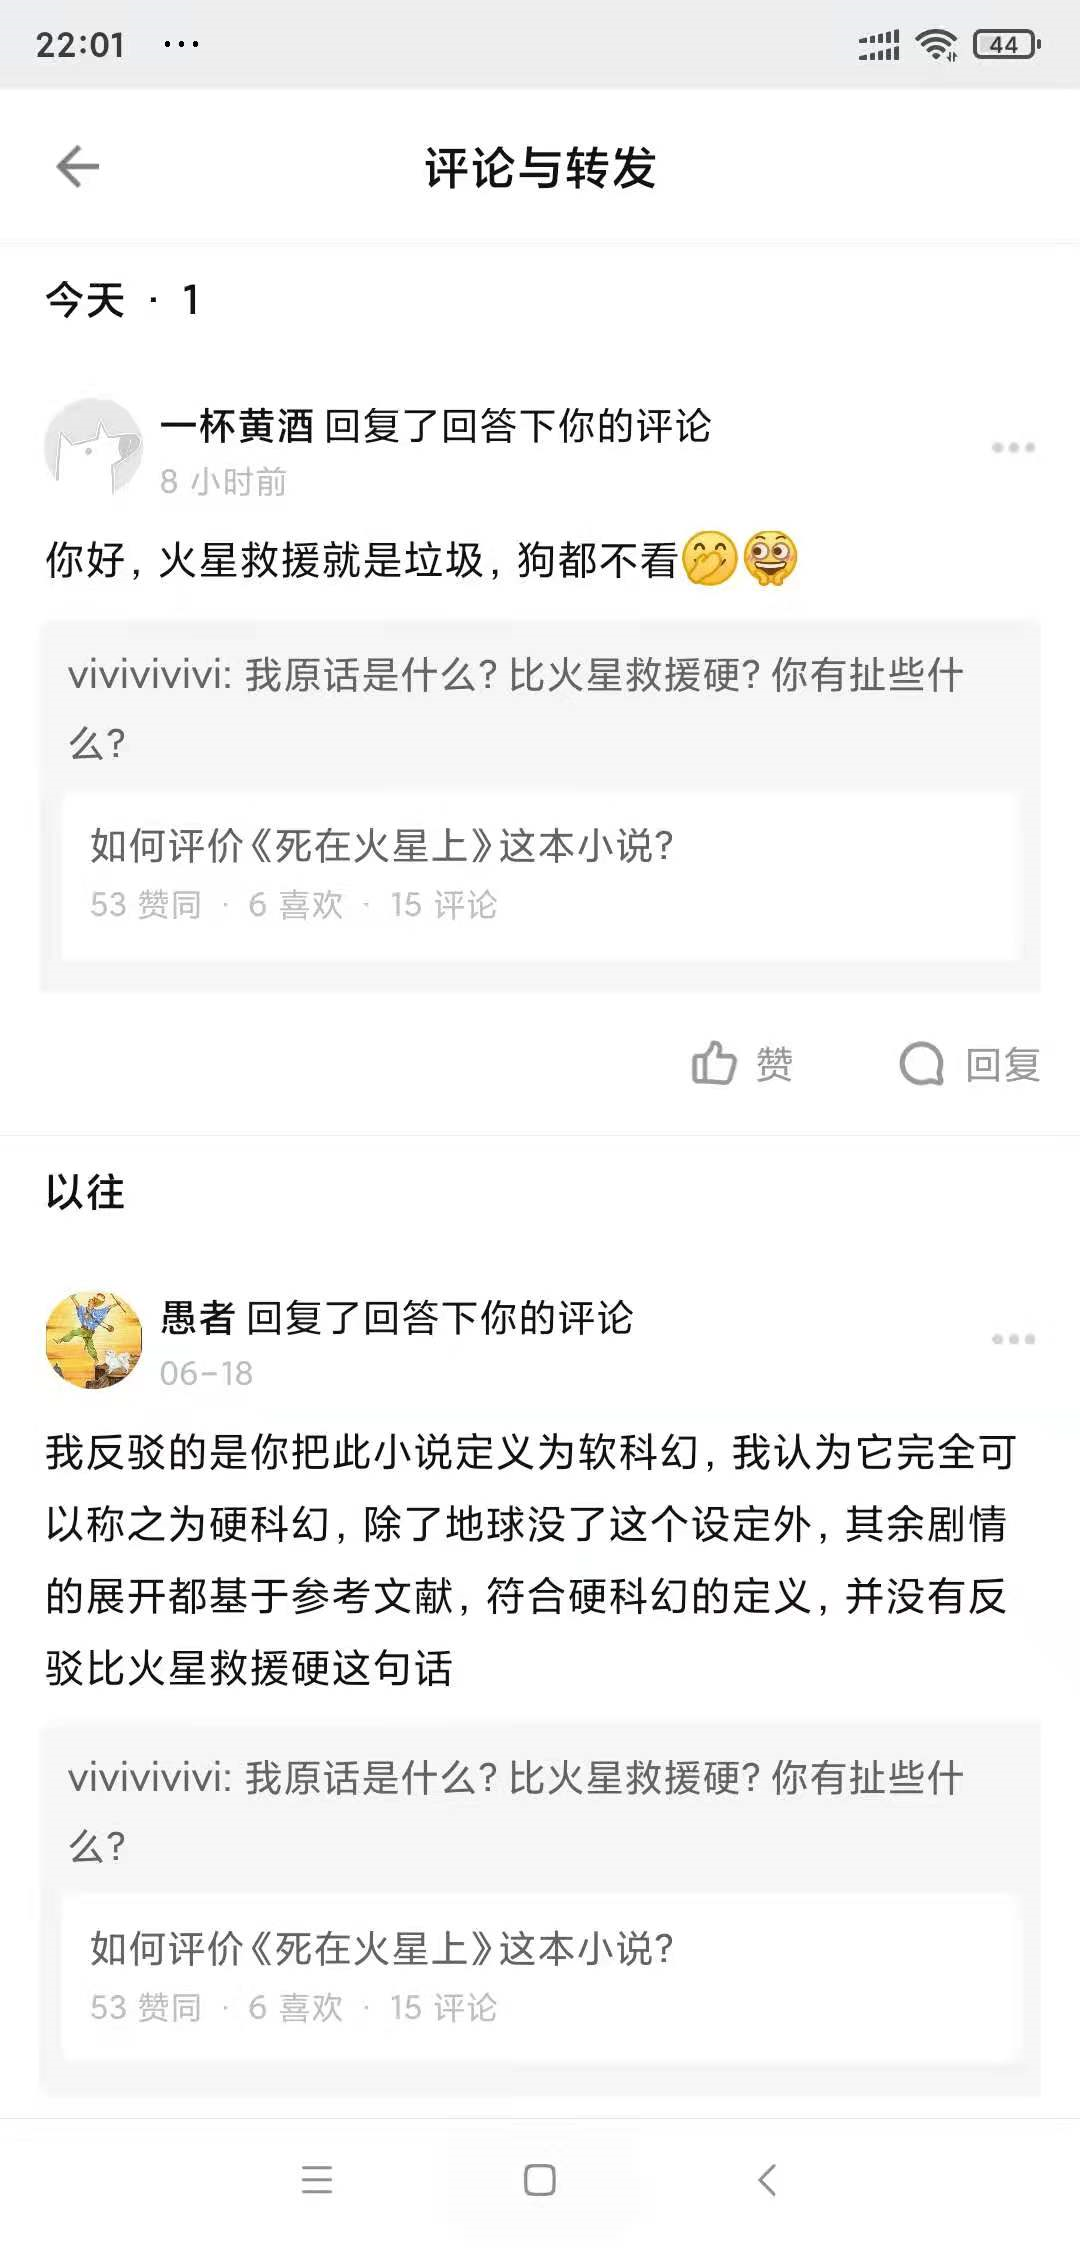 22:01 ...
44
评论与转发
今天 · 1
一杯黄酒 回复了回答下你的评论
8 小时前
你好，火星救援就是垃圾，狗都不看🤭
vivivivivi: 我原话是什么？比火星救援硬？你有扯些什
么？
如何评价《死在火星上》这本小说？
53 赞同 · 6 喜欢 · 15 评论
赞 回复
以往
愚者 回复了回答下你的评论
06-18
我反驳的是你把此小说定义为软科幻，我认为它完全可
以称之为硬科幻，除了地球没了这个设定外，其余剧情
的展开都基于参考文献，符合硬科幻的定义，并没有反
驳比火星救援硬这句话
vivivivivi: 我原话是什么？比火星救援硬？你有扯些什
么？
如何评价《死在火星上》这本小说？
53 赞同 · 6 喜欢 · 15 评论